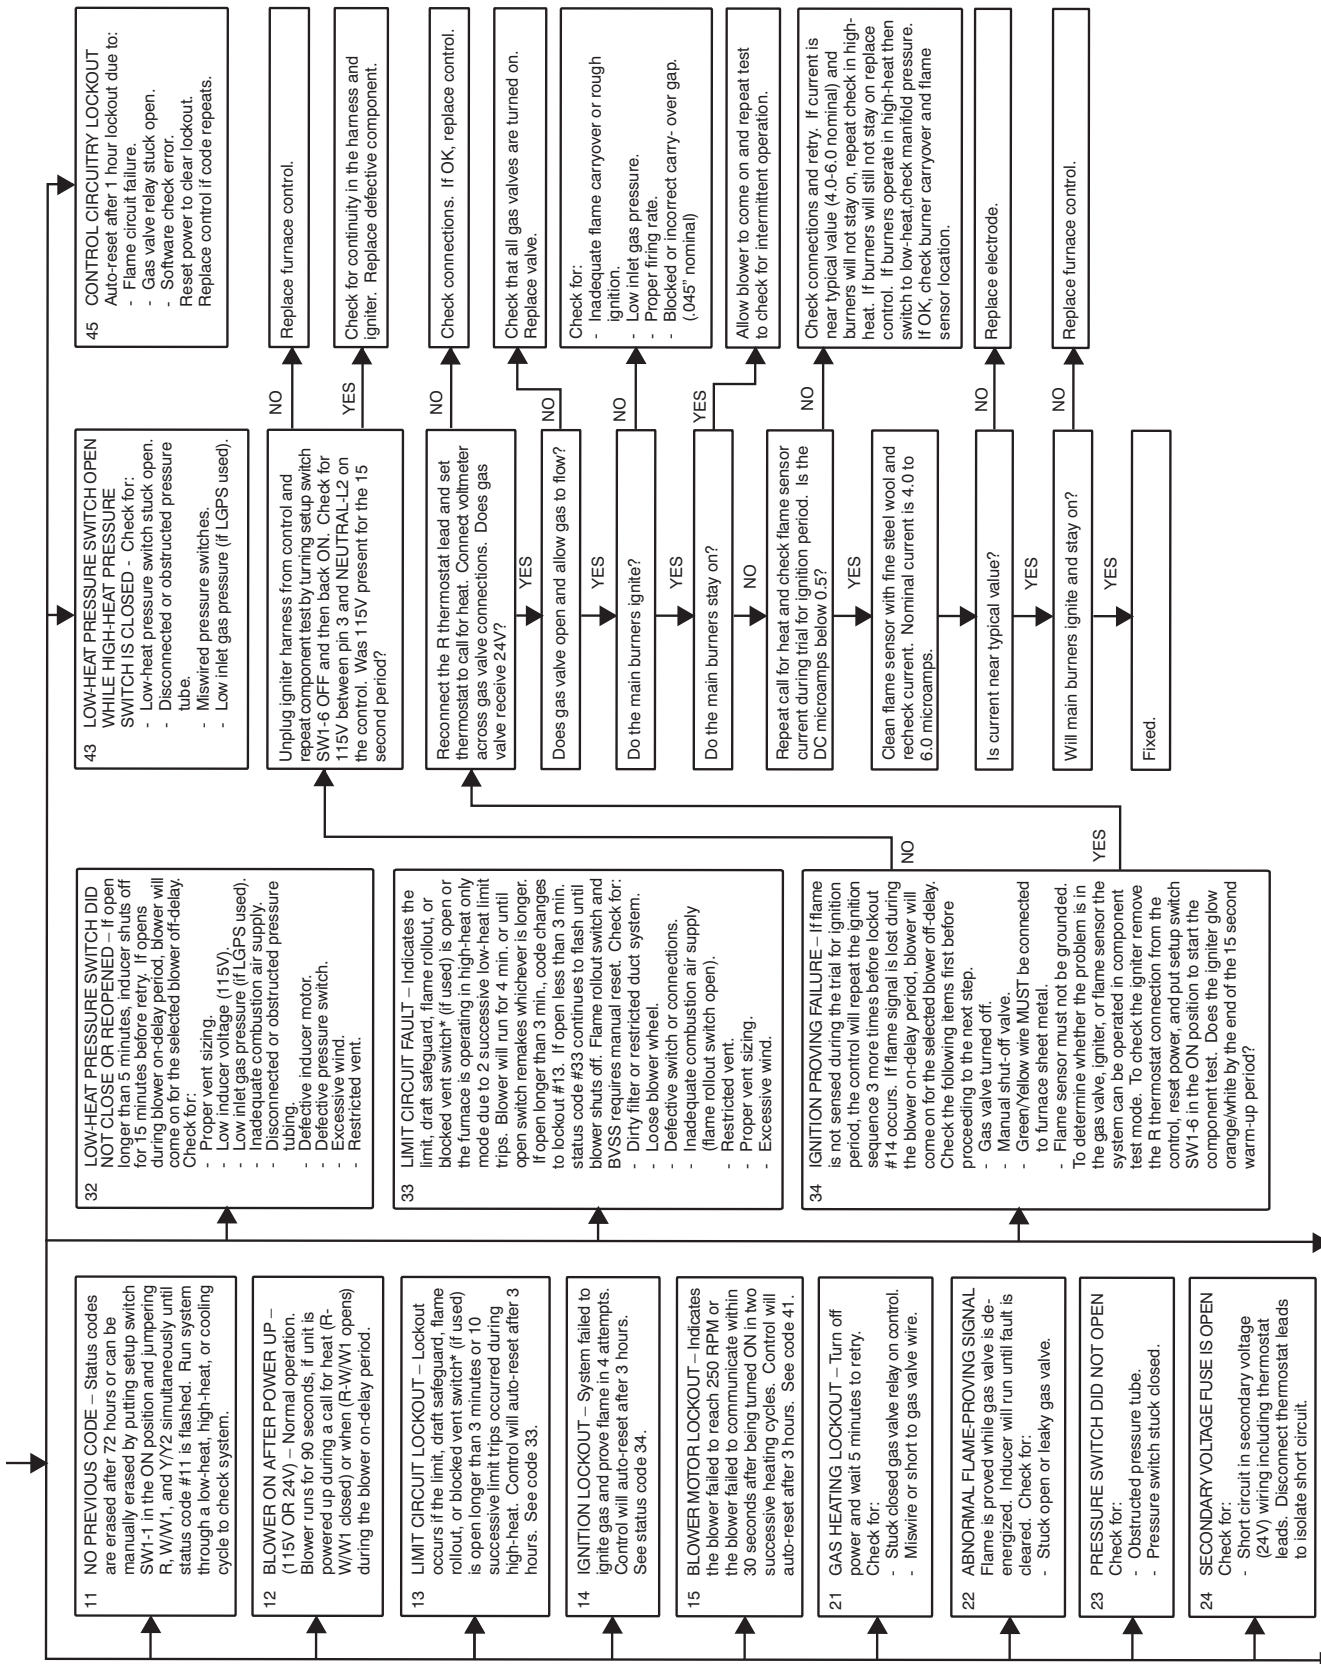 11 NO PREVIOUS CODE – Status codes
are erased after 72 hours or can be
manually erased by putting setup switch
SW1-1 in the ON position and jumpering
R, W/W1, and Y/Y2 simultaneously until
status code #11 is flashed. Run system
through a low-heat, high-heat, or cooling
cycle to check system.
12 BLOWER ON AFTER POWER UP –
(115V OR 24V) – Normal operation.
Blower runs for 90 seconds, if unit is
powered up during a call for heat (R-
W/W1 closed) or when (R-W/W1 opens)
during the blower on-delay period.
13 LIMIT CIRCUIT LOCKOUT – Lockout
occurs if the limit, draft safeguard, flame
rollout, or blocked vent switch* (if used)
is open longer than 3 minutes or 10
successive limit trips occurred during
high-heat. Control will auto-reset after 3
hours. See code 33.
14 IGNITION LOCKOUT – System failed to
ignite gas and prove flame in 4 attempts.
Control will auto-reset after 3 hours.
See status code 34.
15 BLOWER MOTOR LOCKOUT – Indicates
the blower failed to reach 250 RPM or
the blower failed to communicate within
30 seconds after being turned ON in two
successive heating cycles. Control will
auto-reset after 3 hours. See code 41.
21 GAS HEATING LOCKOUT – Turn off
power and wait 5 minutes to retry.
Check for:
- Stuck closed gas valve relay on control.
- Miswire or short to gas valve wire.
22 ABNORMAL FLAME-PROVING SIGNAL
Flame is proved while gas valve is de-
energized. Inducer will run until fault is
cleared. Check for:
- Stuck open or leaky gas valve.
23 PRESSURE SWITCH DID NOT OPEN
Check for:
- Obstructed pressure tube.
- Pressure switch stuck closed.
24 SECONDARY VOLTAGE FUSE IS OPEN
Check for:
- Short circuit in secondary voltage
(24V) wiring including thermostat
leads. Disconnect thermostat leads
to isolate short circuit.
32 LOW-HEAT PRESSURE SWITCH DID
NOT CLOSE OR REOPENED – If open
longer than 5 minutes, inducer shuts off
for 15 minutes before retry. If opens
during blower on-delay period, blower will
come on for the selected blower off-delay.
Check for:
- Proper vent sizing.
- Low inducer voltage (115V).
- Low inlet gas pressure (if LGPS used).
- Inadequate combustion air supply.
- Disconnected or obstructed pressure
tubing.
- Defective inducer motor.
- Defective pressure switch.
- Excessive wind.
- Restricted vent.
33 LIMIT CIRCUIT FAULT – Indicates the
limit, draft safeguard, flame rollout, or
blocked vent switch* (if used) is open or
the furnace is operating in high-heat only
mode due to 2 successive low-heat limit
trips. Blower will run for 4 min. or until
open switch remakes whichever is longer.
If open longer than 3 min., code changes
to lockout #13. If open less than 3 min.
status code #33 continues to flash until
blower shuts off. Flame rollout switch and
BVSS requires manual reset. Check for:
- Dirty filter or restricted duct system.
- Loose blower wheel.
- Defective switch or connections.
- Inadequate combustion air supply
(flame rollout switch open).
- Restricted vent.
- Proper vent sizing.
- Excessive wind.
34 IGNITION PROVING FAILURE – If flame
is not sensed during the trial for ignition
period, the control will repeat the ignition
sequence 3 more times before lockout
#14 occurs. If flame signal is lost during
the blower on-delay period, blower will
come on for the selected blower off-delay.
Check the following items first before
proceeding to the next step.
- Gas valve turned off.
- Manual shut-off valve.
- Green/Yellow wire MUST be connected
to furnace sheet metal.
- Flame sensor must not be grounded.
To determine whether the problem is in
the gas valve, igniter, or flame sensor the
system can be operated in component
test mode. To check the igniter remove
the R thermostat connection from the
control, reset power, and put setup switch
SW1-6 in the ON position to start the
component test. Does the igniter glow
orange/white by the end of the 15 second
warm-up period?
NO
YES
43 LOW-HEAT PRESSURE SWITCH OPEN
WHILE HIGH-HEAT PRESSURE
SWITCH IS CLOSED - Check for:
- Low-heat pressure switch stuck open.
- Disconnected or obstructed pressure
tube.
- Miswired pressure switches.
- Low inlet gas pressure (if LGPS used).
Unplug igniter harness from control and
repeat component test by turning setup switch
SW1-6 OFF and then back ON. Check for
115V between pin 3 and NEUTRAL-L2 on
the control. Was 115V present for the 15
second period?
Reconnect the R thermostat lead and set
thermostat to call for heat. Connect voltmeter
across gas valve connections. Does gas
valve receive 24V?
YES
Does gas valve open and allow gas to flow?
YES
Do the main burners ignite?
YES
Do the main burners stay on?
NO
Repeat call for heat and check flame sensor
current during trial for ignition period. Is the
DC microamps below 0.5?
YES
Clean flame sensor with fine steel wool and
recheck current. Nominal current is 4.0 to
6.0 microamps.
Is current near typical value?
YES
Will main burners ignite and stay on?
YES
Fixed.
NO
YES
NO
NO
NO
YES
NO
NO
NO
45 CONTROL CIRCUITRY LOCKOUT
Auto-reset after 1 hour lockout due to:
- Flame circuit failure.
- Gas valve relay stuck open.
- Software check error.
Reset power to clear lockout.
Replace control if code repeats.
Replace furnace control.
Check for continuity in the harness and
igniter. Replace defective component.
Check connections. If OK, replace control.
Check that all gas valves are turned on.
Replace valve.
Check for:
- Inadequate flame carryover or rough
ignition.
- Low inlet gas pressure.
- Proper firing rate.
- Blocked or incorrect carry- over gap.
(.045" nominal)
Allow blower to come on and repeat test
to check for intermittent operation.
Check connections and retry. If current is
near typical value (4.0-6.0 nominal) and
burners will not stay on, repeat check in high-
heat. If burners will still not stay on replace
control. If burners operate in high-heat then
switch to low-heat,check manifold pressure.
If OK, check burner carryover and flame
sensor location.
Replace electrode.
Replace furnace control.